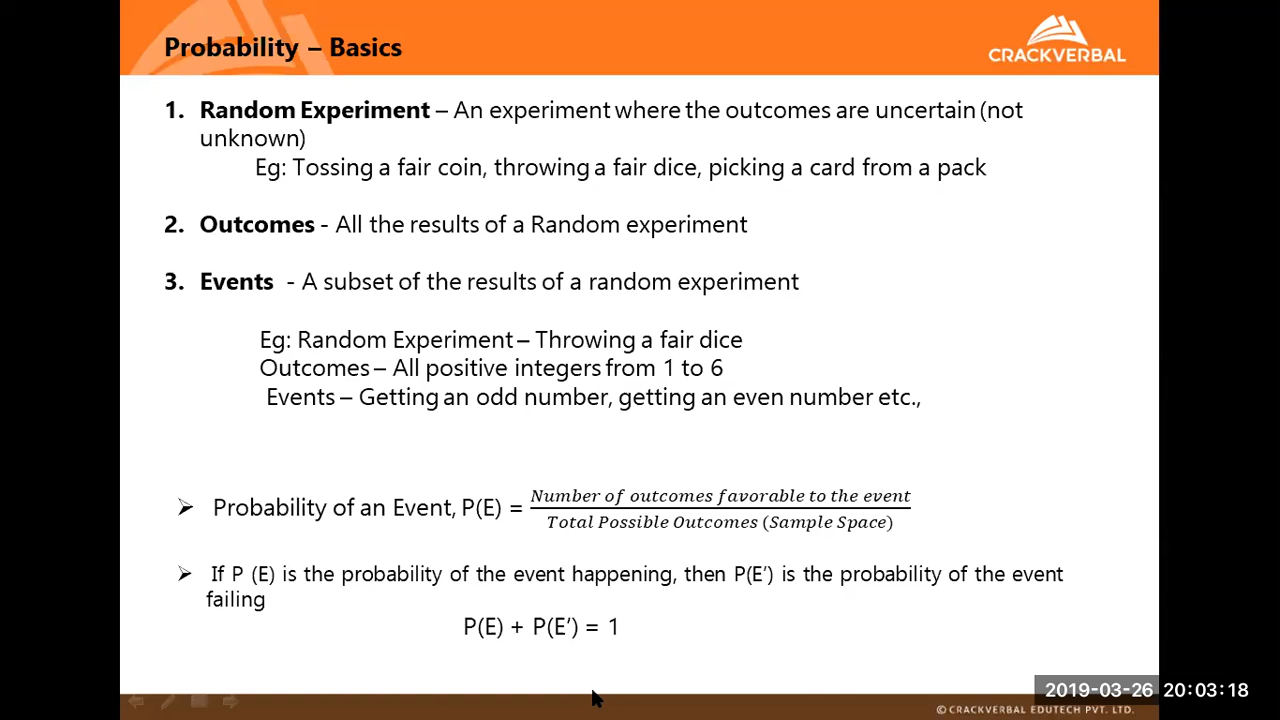 Probability – Basics
CRACKVERBAL
1. Random Experiment – An experiment where the outcomes are uncertain (not
unknown)
Eg: Tossing a fair coin, throwing a fair dice, picking a card from a pack
2. Outcomes - All the results of a Random experiment
3. Events - A subset of the results of a random experiment
Eg: Random Experiment – Throwing a fair dice
Outcomes – All positive integers from 1 to 6
Events – Getting an odd number, getting an even number etc.,
➢ Probability of an Event, P(E) = Number of outcomes favorable to the event
Total Possible Outcomes (Sample Space)
➢ If P (E) is the probability of the event happening, then P(E’) is the probability of the event
failing
P(E) + P(E’) = 1
2019-03-26 20:03:18
© CRACKVERBAL EDUTECH PVT. LTD.